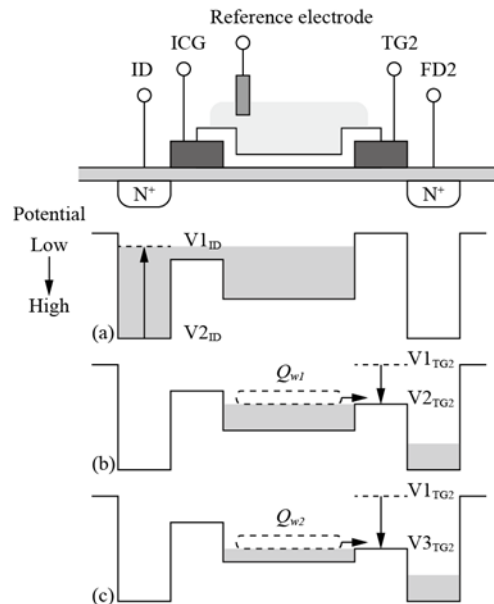 Reference electrode
ICG TG2
ID FD2
N⁺ N⁺
Potential
Low
High
V1ID
V2ID
(a)
Qw1
V1TG2
V2TG2
(b)
Qw2
V1TG2
V3TG2
(c)